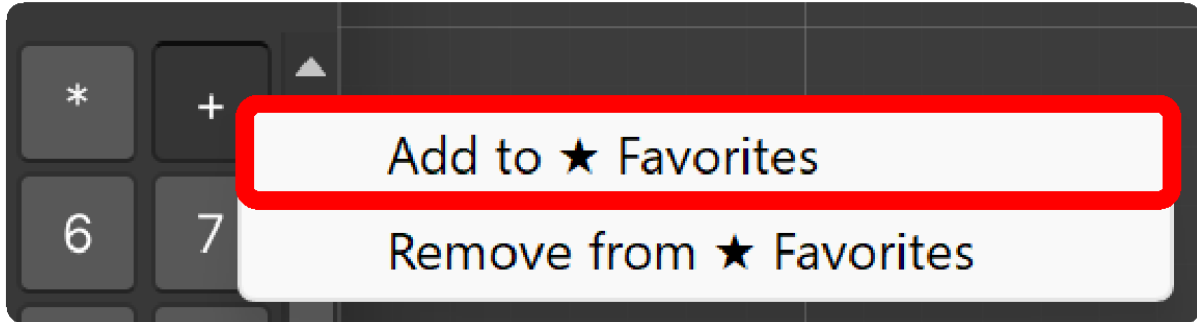 * +
Add to ★ Favorites
6 7
Remove from ★ Favorites